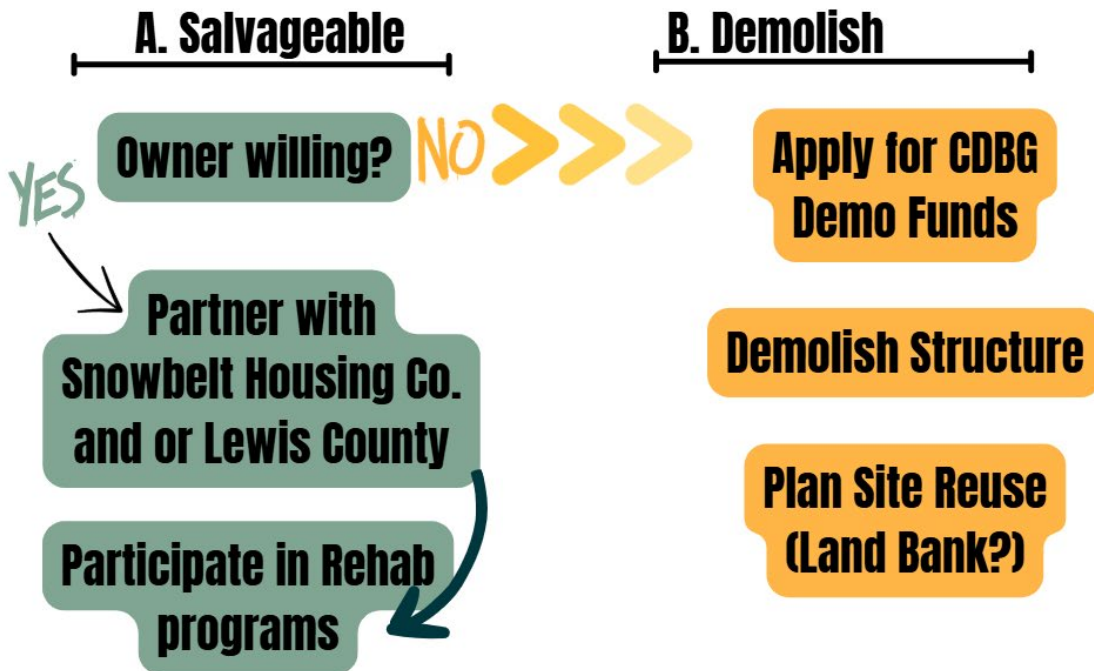 A. Salvageable
B. Demolish
Owner willing?
NO
YES
Apply for CDBG
Demo Funds
Partner with
Snowbelt Housing Co.
and or Lewis County
Demolish Structure
Participate in Rehab
programs
Plan Site Reuse
(Land Bank?)